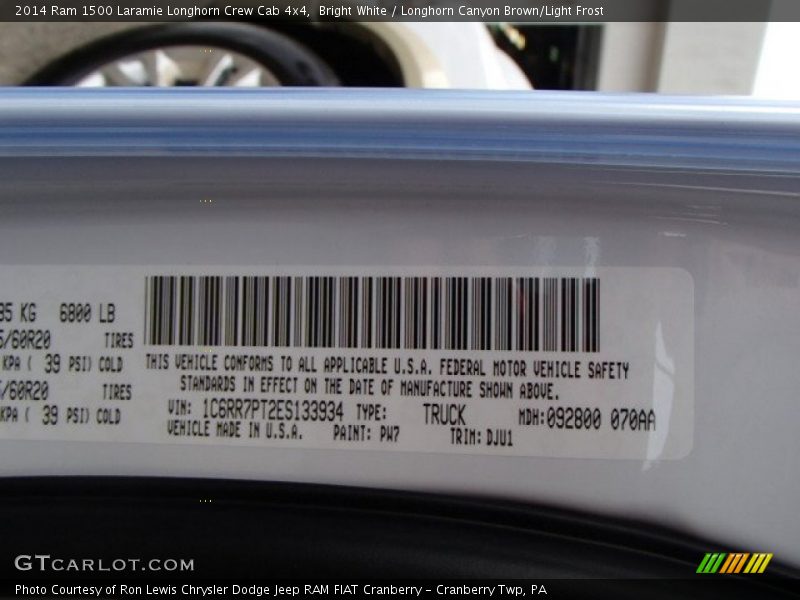 2014 Ram 1500 Laramie Longhorn Crew Cab 4x4, Bright White / Longhorn Canyon Brown/Light Frost
KG 6800 LB
/60R20 TIRES
KPA ( 39 PSI) COLD
/60R20 TIRES
KPA ( 39 PSI) COLD
THIS VEHICLE CONFORMS TO ALL APPLICABLE U.S.A. FEDERAL MOTOR VEHICLE SAFETY
STANDARDS IN EFFECT ON THE DATE OF MANUFACTURE SHOWN ABOVE.
VIN: 1C6RR7PT2ES133934 TYPE: TRUCK MDH:092800 070AA
VEHICLE MADE IN U.S.A. PAINT: PW7 TRIM: DJU1
GTCARLOT.COM
Photo Courtesy of Ron Lewis Chrysler Dodge Jeep RAM FIAT Cranberry – Cranberry Twp, PA